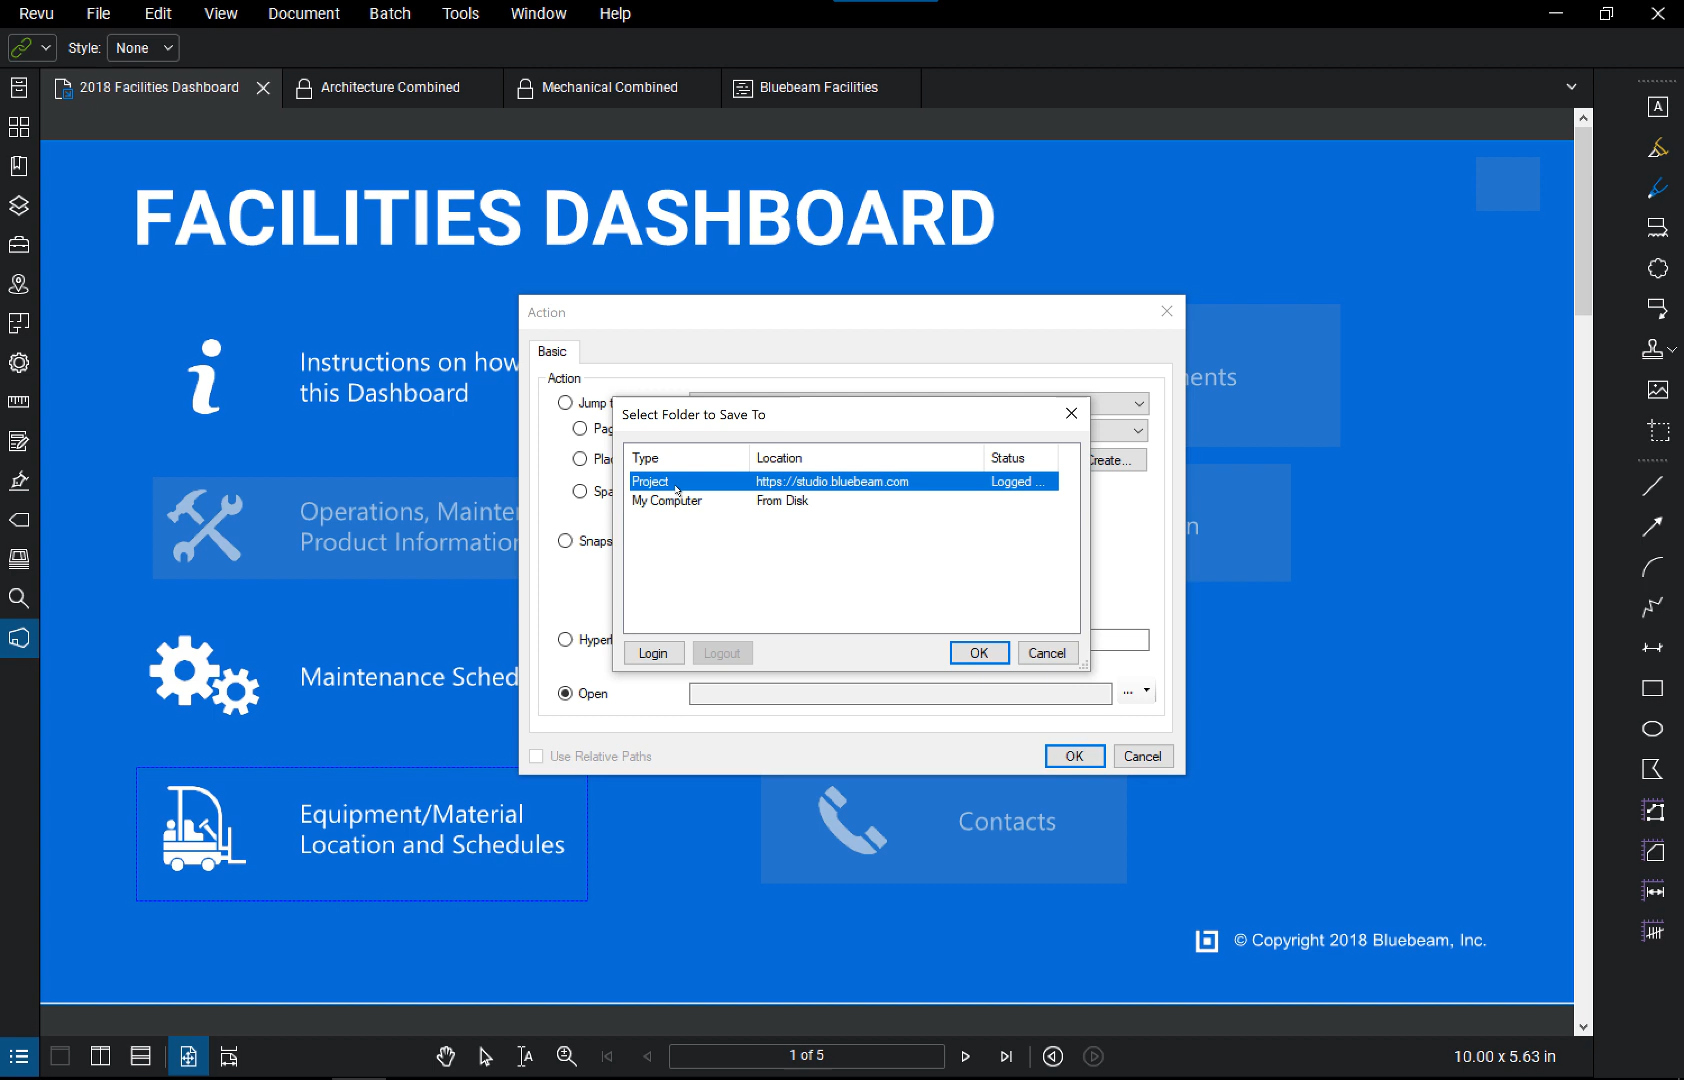 Revu File Edit View Document Batch Tools Window Help
Style: None
2018 Facilities Dashboard Architecture Combined Mechanical Combined Bluebeam Facilities
A
FACILITIES DASHBOARD
Action
Basic
Action
Instructions on how
this Dashboard
Jump t
Pag
Pla
Spa
Snaps
Hyperl
ents
reate...
n
Select Folder to Save To
Type Location Status
Project https://studio.bluebeam.com Logged ...
My Computer From Disk
Login Logout OK Cancel
Operations, Mainte
Product Information
Maintenance Sched
Open ...
Use Relative Paths OK Cancel
Equipment/Material
Location and Schedules
Contacts
© Copyright 2018 Bluebeam, Inc.
A 1 of 5 10.00 x 5.63 in